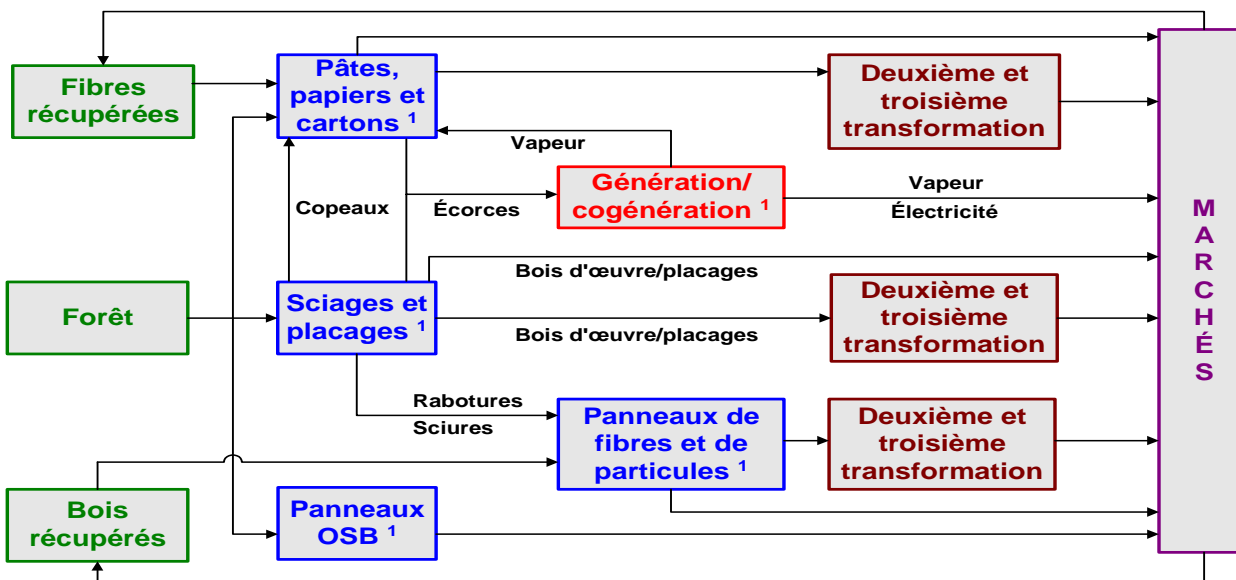 Fibres
récupérées
Pâtes,
papiers et
cartons ¹
Deuxième et
troisième
transformation
Vapeur
Copeaux
Écorces
Génération/
cogénération ¹
Vapeur
Électricité
MARCHÉS
Forêt
Sciages et
placages ¹
Bois d'œuvre/placages
Bois d'œuvre/placages
Deuxième et
troisième
transformation
Rabotures
Sciures
Panneaux de
fibres et de
particules ¹
Deuxième et
troisième
transformation
Bois
récupérés
Panneaux
OSB ¹